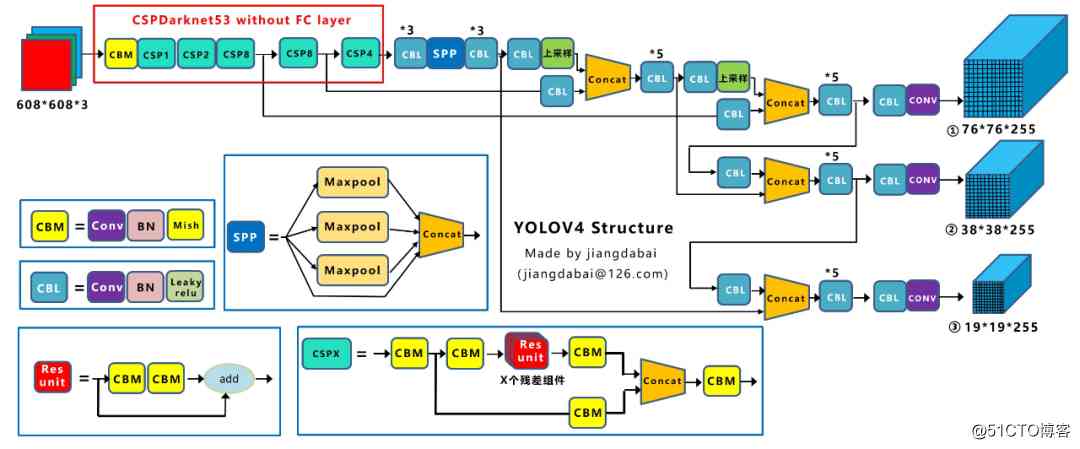 CSPDarknet53 without FC layer
CBM CSP1 CSP2 CSP8 CSP8 CSP4
*3 *3
CBL SPP CBL CBL 上采样
608*608*3
CBL
Concat
*5
CBL CBL 上采样
CBL
Concat
*5
CBL CBL CONV
① 76*76*255
CBL
Concat
*5
CBL CBL CONV
② 38*38*255
CBL
Concat
*5
CBL CBL CONV
③ 19*19*255
YOLOV4 Structure
Made by jiangdabai
(jiangdabai@126.com)
SPP =
Maxpool
Maxpool
Maxpool
Concat
CBM = Conv BN Mish
CBL = Conv BN Leaky relu
Res unit = CBM CBM add
CSPX = CBM CBM Res unit CBM
X个残差组件
CBM
Concat
CBM
@51CTO博客